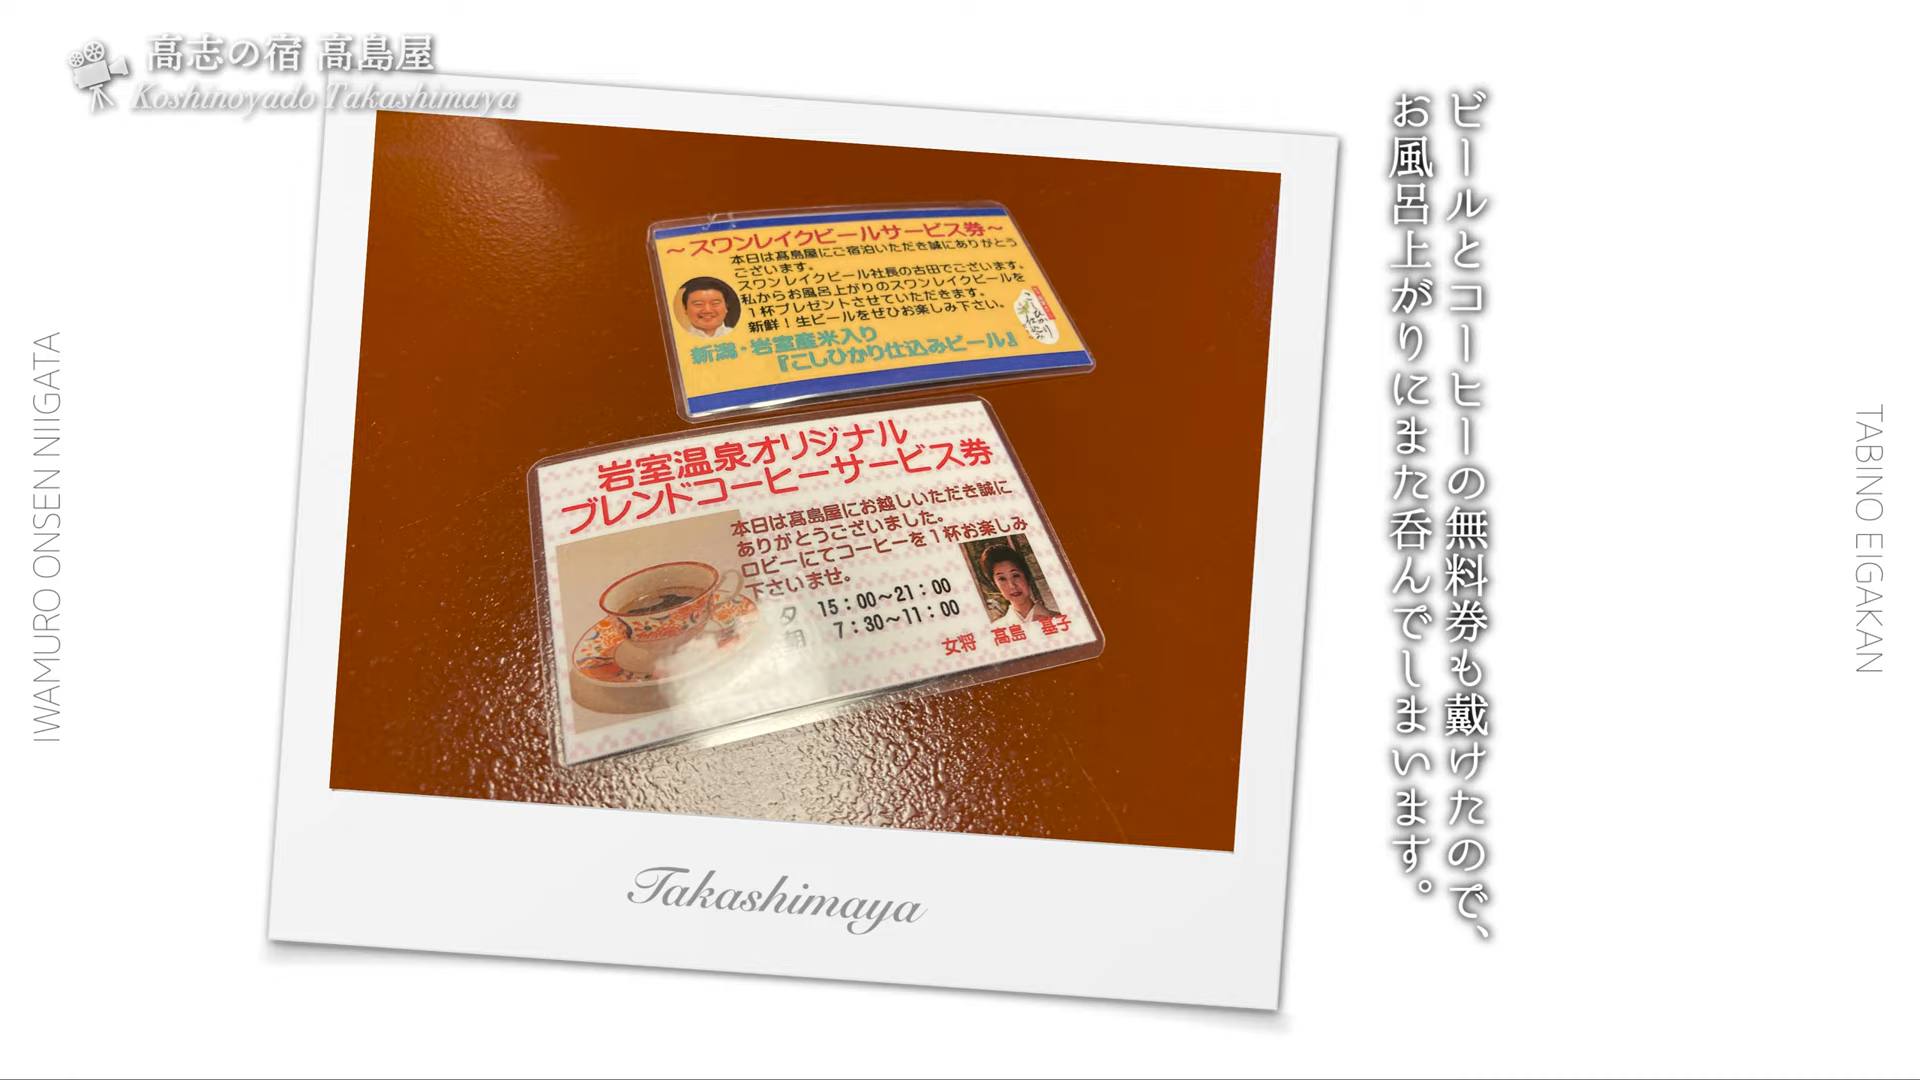 高志の宿 高島屋
Koshinoyado Takashimaya
ビールとコーヒーの無料券も戴けたので、
お風呂上がりにまた呑んでしまいます。
IWAMURO ONSEN NIIGATA
TABINO EIGAKAN
～スワンレイクビールサービス券～
本日は髙島屋にご宿泊いただき誠にありがとう
ございます。
スワンレイクビール社長の古田でございます。
私からお風呂上がりのスワンレイクビールを
1杯プレゼントさせていただきます。
新鮮！生ビールをぜひお楽しみ下さい。
新潟・岩室産米入り
『こしひかり仕込みビール』
こしひかり
仕込み
岩室温泉オリジナル
ブレンドコーヒーサービス券
本日は髙島屋にお越しいただき誠に
ありがとうございました。
ロビーにてコーヒーを1杯お楽しみ
下さいませ。
夕 15：00～21：00
朝 7：30～11：00
女将 髙島 基子
Takashimaya